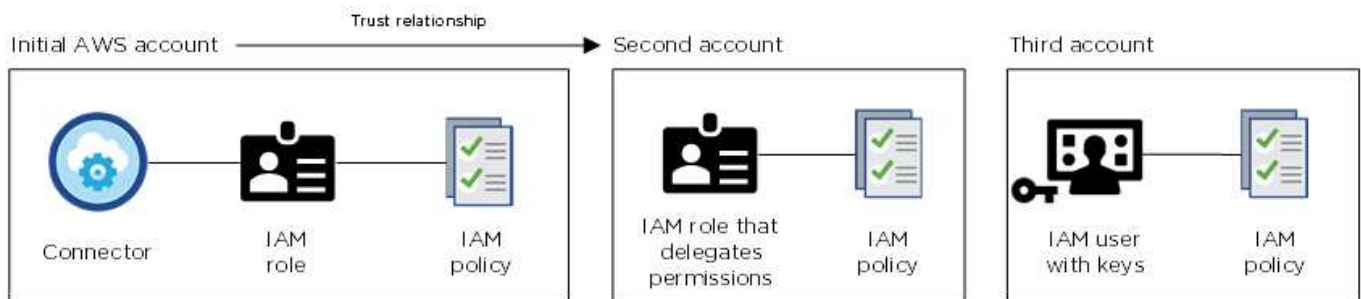 Trust relationship
Initial AWS account
Second account
Third account
Connector
IAM
role
IAM
policy
IAM role that
delegates
permissions
IAM
policy
IAM user
with keys
IAM
policy